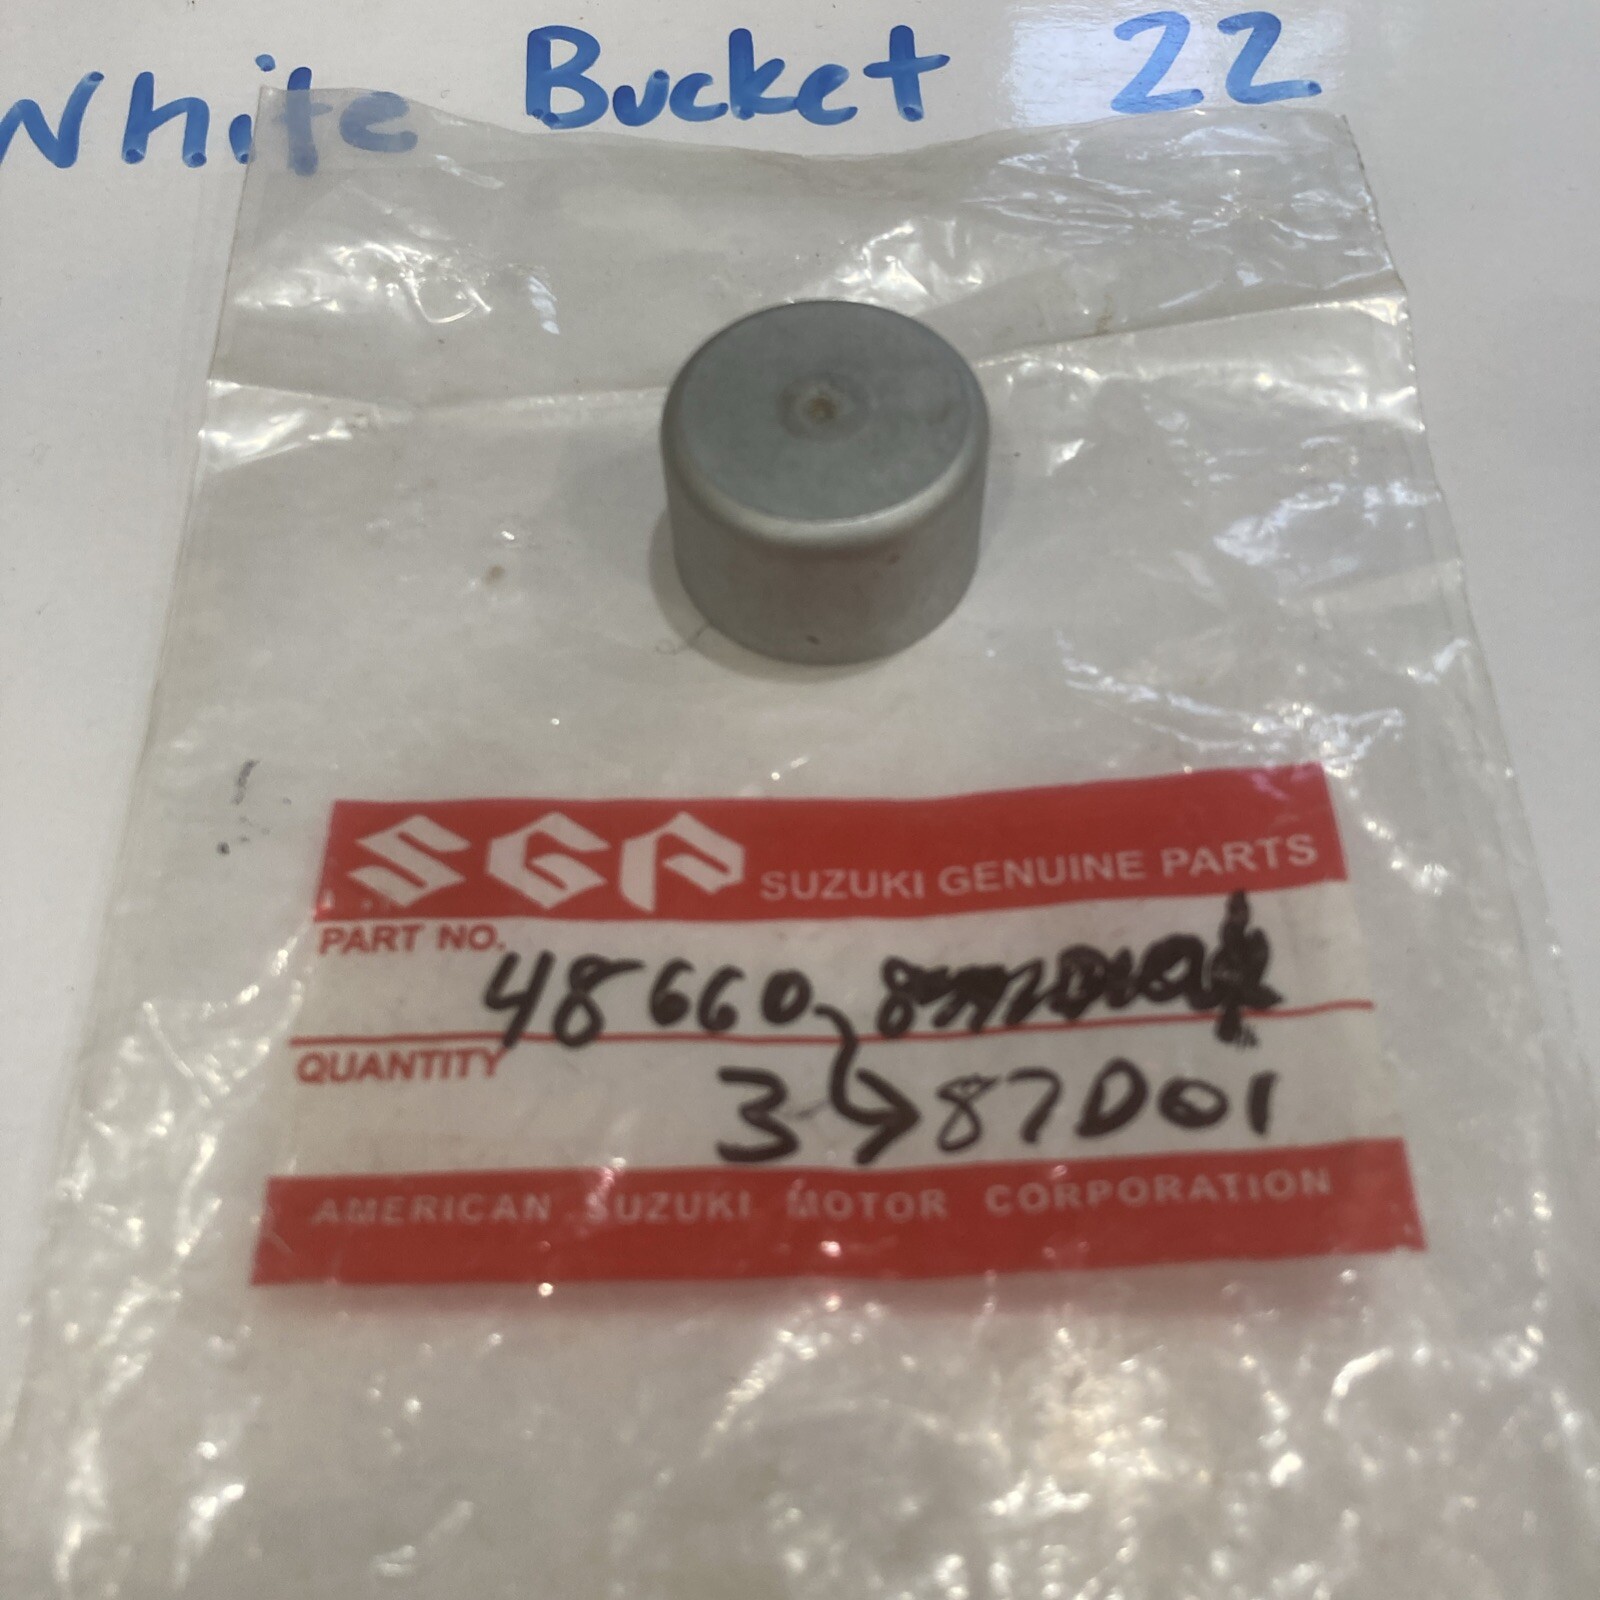 White Bucket 22
SGP SUZUKI GENUINE PARTS
PART NO. 48660
QUANTITY 3 87D01
AMERICAN SUZUKI MOTOR CORPORATION